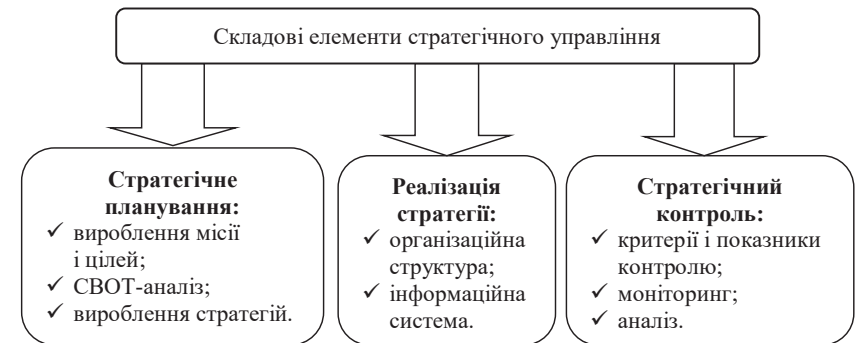 Складові елементи стратегічного управління
Стратегічне
планування:
✓ вироблення місії
і цілей;
✓ СВОТ-аналіз;
✓ вироблення стратегій.
Реалізація
стратегії:
✓ організаційна
структура;
✓ інформаційна
система.
Стратегічний
контроль:
✓ критерії і показники
контролю;
✓ моніторинг;
✓ аналіз.